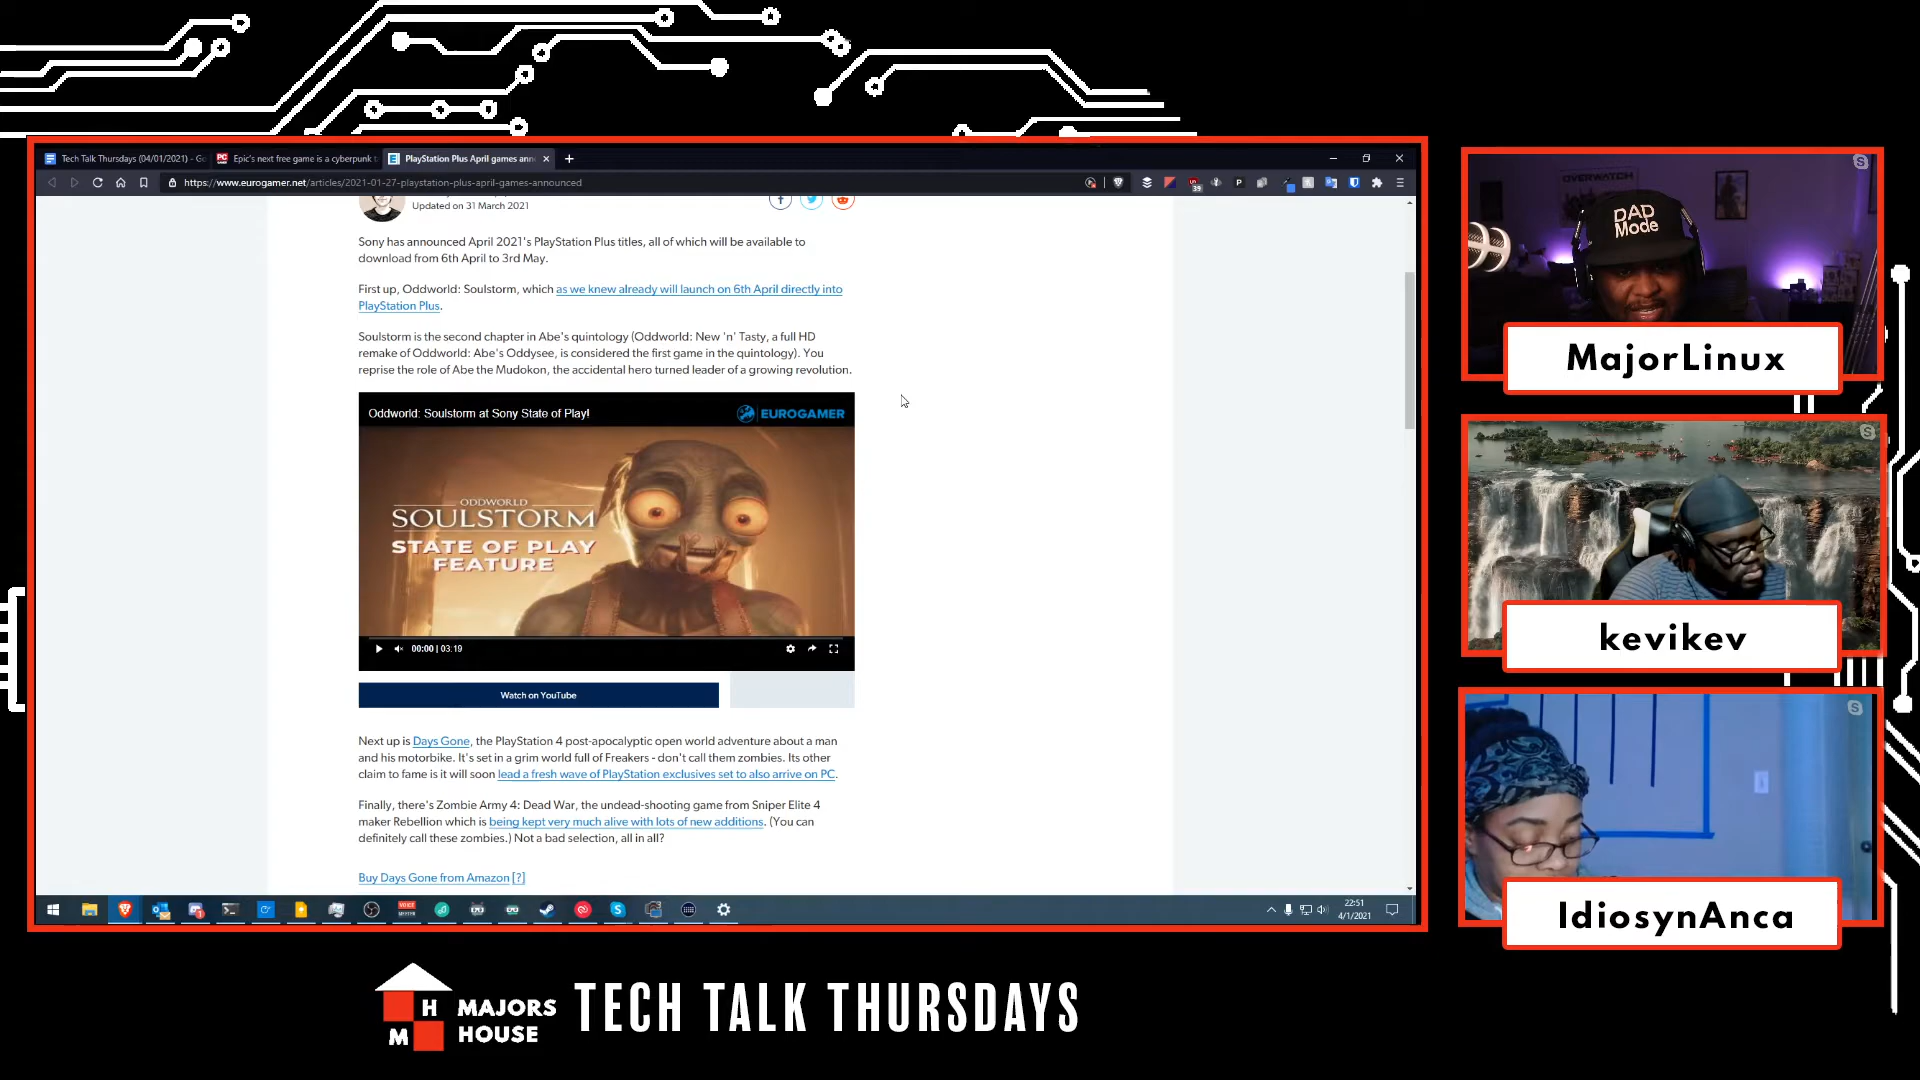 Tech Talk Thursdays (04/01/2021) - Go
Epic's next free game is a cyberpunk t
PlayStation Plus April games ann
https://www.eurogamer.net/articles/2021-01-27-playstation-plus-april-games-announced
39
Updated on 31 March 2021
Sony has announced April 2021's PlayStation Plus titles, all of which will be available to
download from 6th April to 3rd May.
First up, Oddworld: Soulstorm, which as we knew already will launch on 6th April directly into
PlayStation Plus.
Soulstorm is the second chapter in Abe's quintology (Oddworld: New 'n' Tasty, a full HD
remake of Oddworld: Abe's Oddysee, is considered the first game in the quintology). You
reprise the role of Abe the Mudokon, the accidental hero turned leader of a growing revolution.
Oddworld: Soulstorm at Sony State of Play!
EUROGAMER
ODDWORLD
SOULSTORM
STATE OF PLAY
FEATURE
00:00 | 03:19
Watch on YouTube
Next up is Days Gone, the PlayStation 4 post-apocalyptic open world adventure about a man
and his motorbike. It's set in a grim world full of Freakers - don't call them zombies. Its other
claim to fame is it will soon lead a fresh wave of PlayStation exclusives set to also arrive on PC.
Finally, there's Zombie Army 4: Dead War, the undead-shooting game from Sniper Elite 4
maker Rebellion which is being kept very much alive with lots of new additions. (You can
definitely call these zombies.) Not a bad selection, all in all?
Buy Days Gone from Amazon [?]
22:51
4/1/2021
OVERWATCH
DAD
Mode
MajorLinux
kevikev
IdiosynAnca
H
M
MAJORS
HOUSE
TECH TALK THURSDAYS